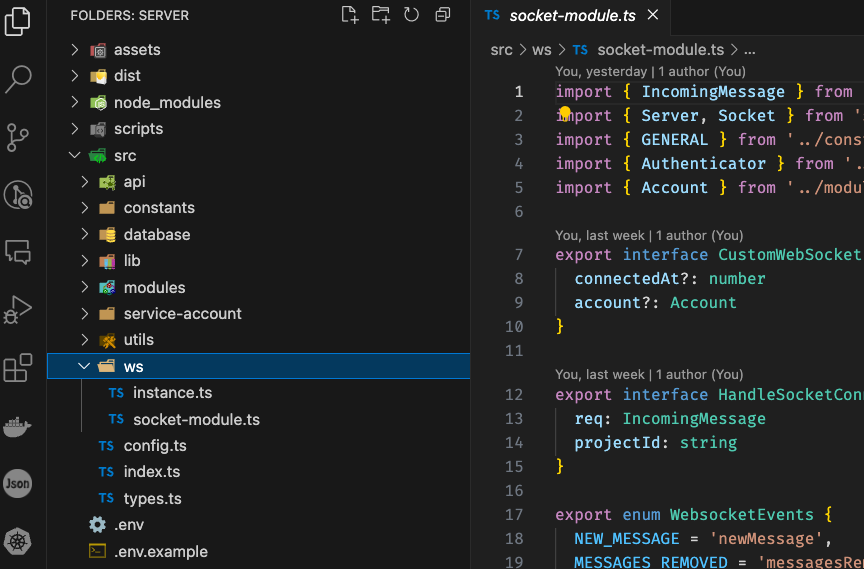 FOLDERS: SERVER
assets
dist
node_modules
scripts
src
api
constants
database
lib
modules
service-account
utils
ws
TS instance.ts
TS socket-module.ts
TS config.ts
TS index.ts
TS types.ts
.env
.env.example
Json
TS socket-module.ts
src > ws > TS socket-module.ts > ...
You, yesterday | 1 author (You)
1 import { IncomingMessage } from
2 import { Server, Socket } from '
3 import { GENERAL } from '../cons
4 import { Authenticator } from '.
5 import { Account } from '../modu
6
You, last week | 1 author (You)
7 export interface CustomWebSocket
8 connectedAt?: number
9 account?: Account
10 }
11
You, last week | 1 author (You)
12 export interface HandleSocketCon
13 req: IncomingMessage
14 projectId: string
15 }
16
17 export enum WebsocketEvents {
18 NEW_MESSAGE = 'newMessage',
19 MESSAGES_REMOVED = 'messagesRe